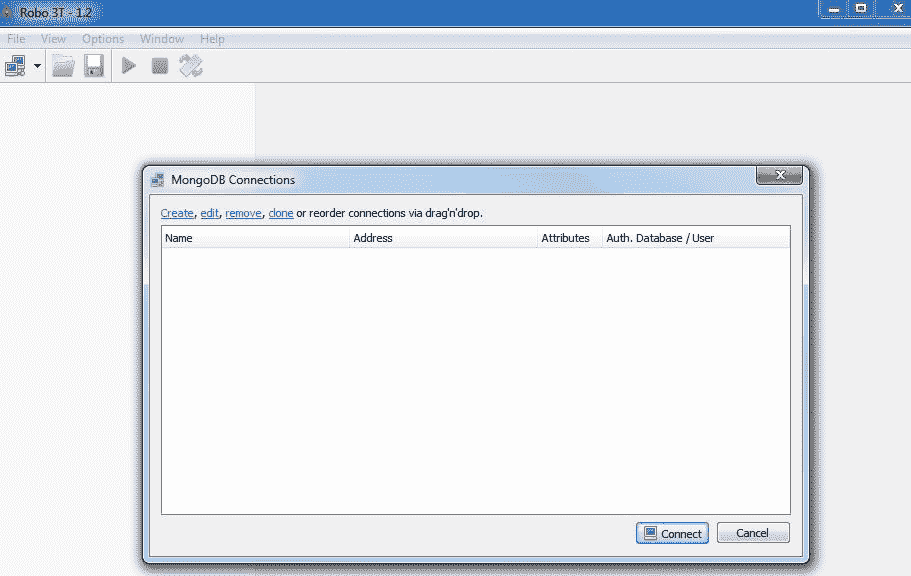 Robo 3T - 1.2
File View Options Window Help
MongoDB Connections
Create, edit, remove, clone or reorder connections via drag'n'drop.
Name Address Attributes Auth. Database / User
Connect Cancel